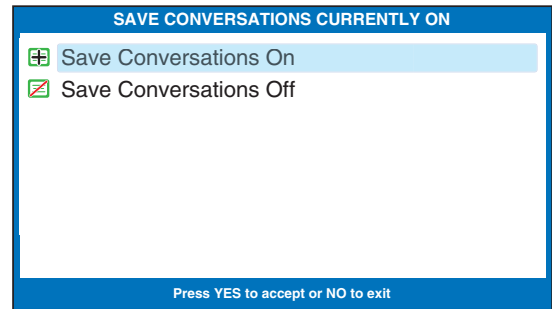 SAVE CONVERSATIONS CURRENTLY ON
Save Conversations On
Save Conversations Off
Press YES to accept or NO to exit